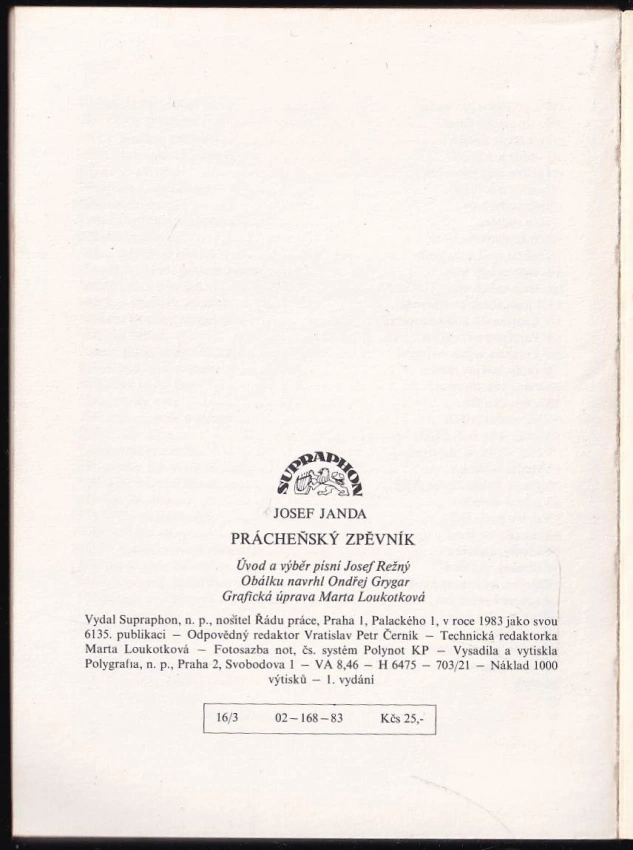 SUPRAPHON
JOSEF JANDA
PRÁCHEŇSKÝ ZPĚVNÍK
Úvod a výběr písní Josef Režný
Obálku navrhl Ondřej Grygar
Grafická úprava Marta Loukotková
Vydal Supraphon, n. p., nositel Řádu práce, Praha 1, Palackého 1, v roce 1983 jako svou
6135. publikaci — Odpovědný redaktor Vratislav Petr Černík — Technická redaktorka
Marta Loukotková — Fotosazba not, čs. systém Polynot KP — Vysadila a vytiskla
Polygrafia, n. p., Praha 2, Svobodova 1 — VA 8,46 — H 6475 — 703/21 — Náklad 1000
výtisků — 1. vydání
16/3 02—168—83 Kčs 25,-